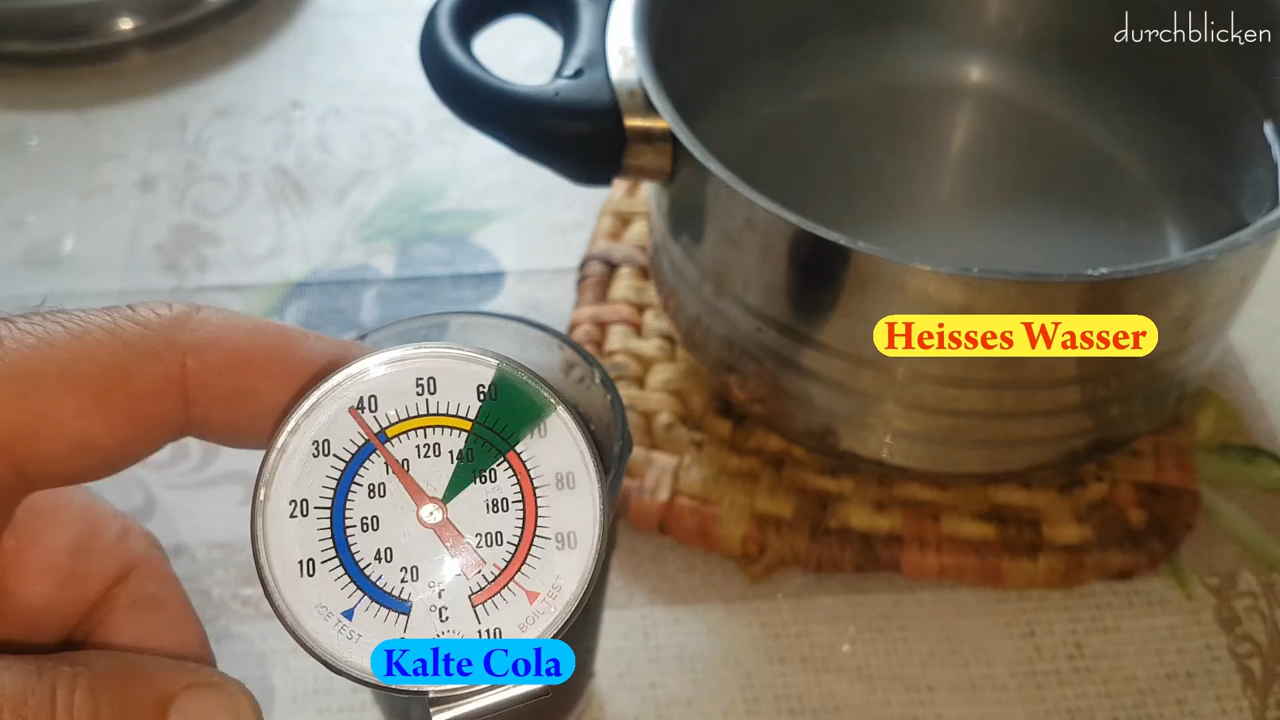 durchblicken
Heisses Wasser
50
40
60
30
70
120
140
100
160
80
80
20
180
60
200
90
40
10
20
°F
°C
ICE TEST
BOIL TEST
110
Kalte Cola